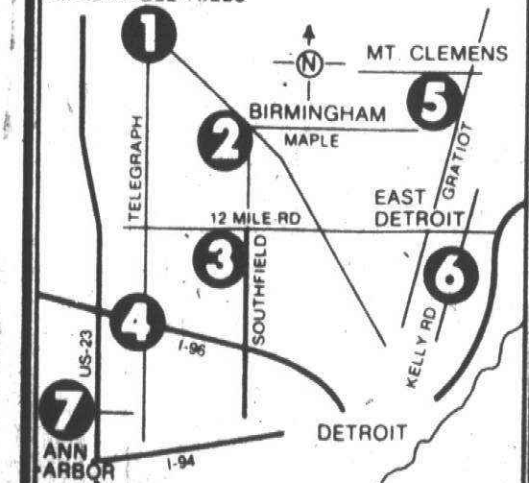 1
N
MT. CLEMENS
5
BIRMINGHAM
2
MAPLE
TELEGRAPH
GRATIOT
EAST
DETROIT
12 MILE RD
3
SOUTHFIELD
6
KELLY RD
4
I-96
US-23
7
ANN
ARBOR
I-94
DETROIT